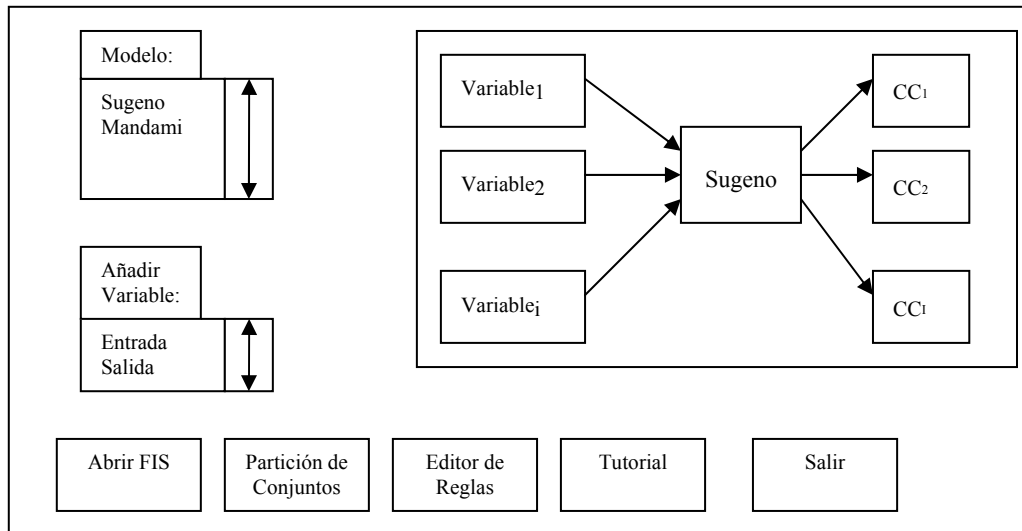 Modelo:
Sugeno
Mandami
Añadir
Variable:
Entrada
Salida
Variable1
Variable2
Variablei
Sugeno
CC1
CC2
CCI
Abrir FIS
Partición de
Conjuntos
Editor de
Reglas
Tutorial
Salir